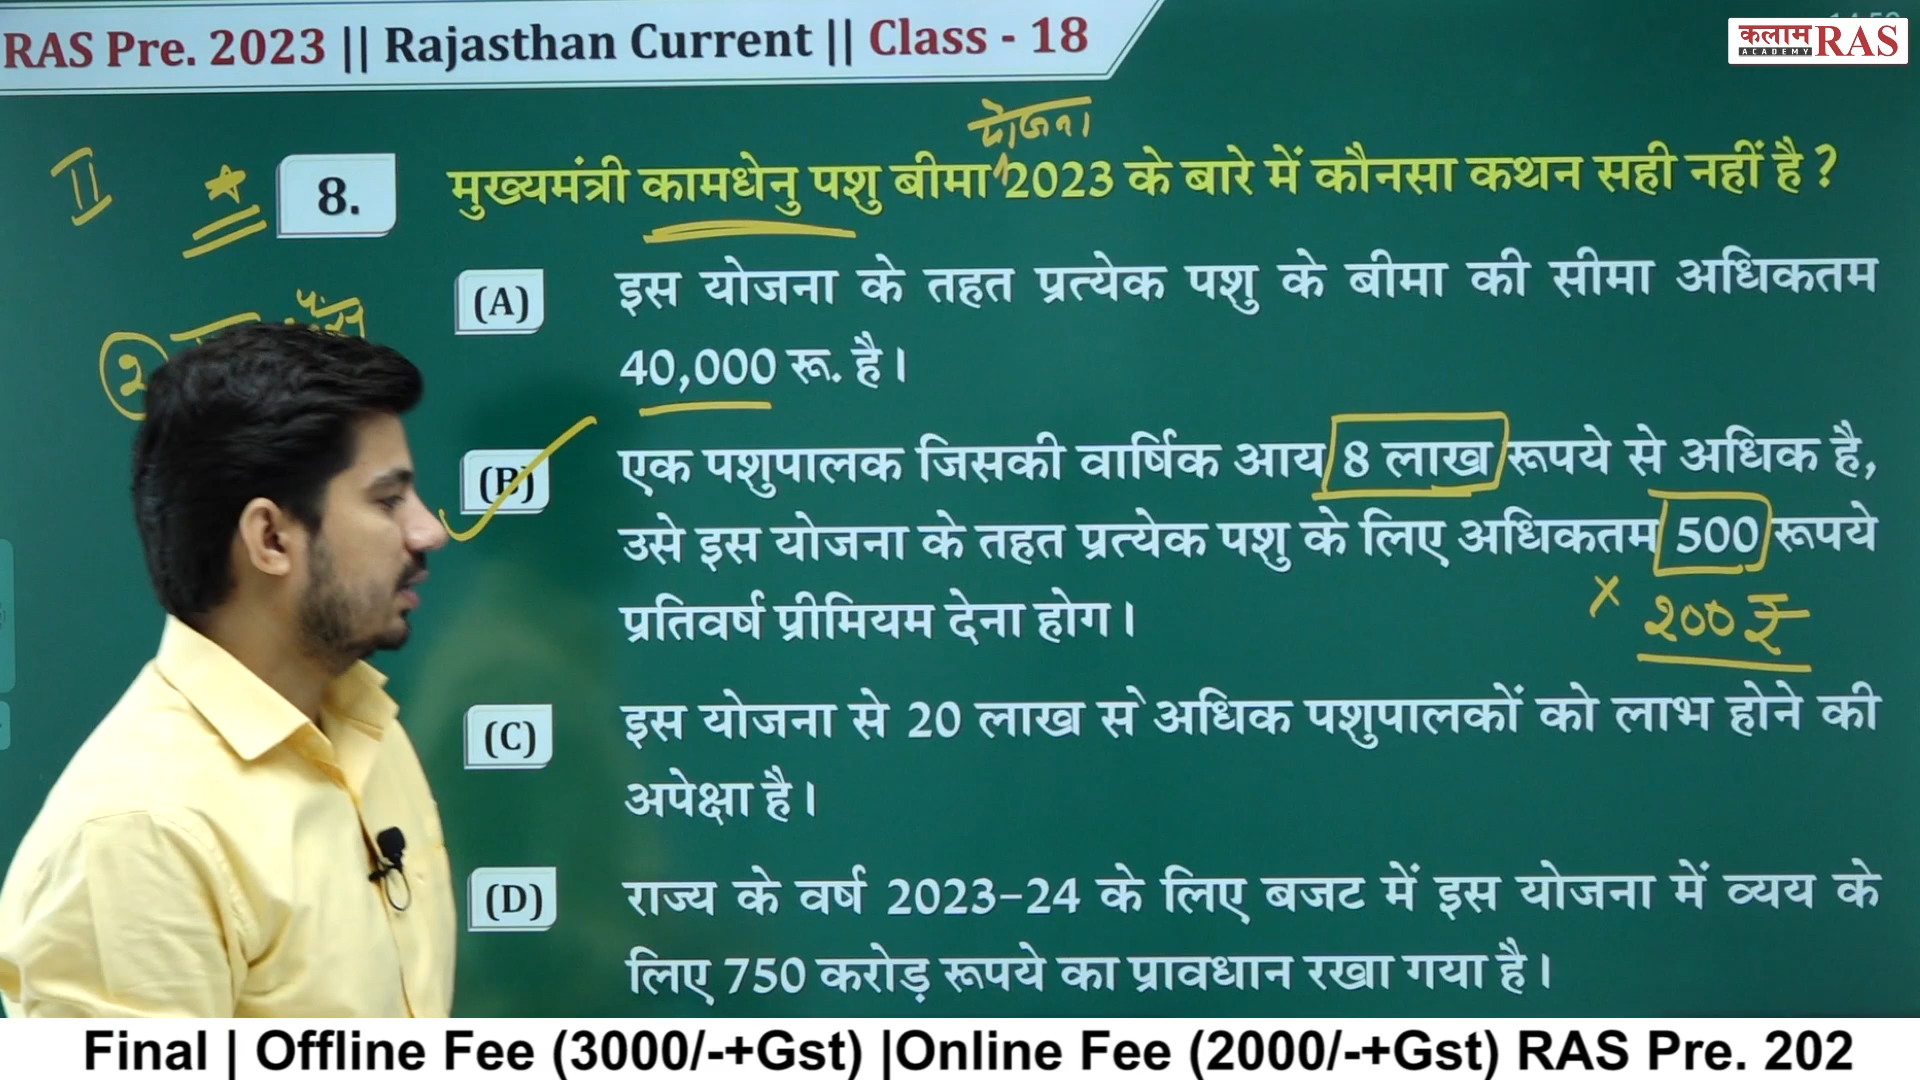 RAS Pre. 2023 || Rajasthan Current || Class - 18
कलाम RAS
ACADEMY
योजना
II
8. मुख्यमंत्री कामधेनु पशु बीमा 2023 के बारे में कौनसा कथन सही नहीं है ?
(A) इस योजना के तहत प्रत्येक पशु के बीमा की सीमा अधिकतम
40,000 रू. है।
2
(B) एक पशुपालक जिसकी वार्षिक आय 8 लाख रूपये से अधिक है,
उसे इस योजना के तहत प्रत्येक पशु के लिए अधिकतम 500 रूपये
प्रतिवर्ष प्रीमियम देना होग।
x 200 ₹
(C) इस योजना से 20 लाख स े अधिक पशुपालकों को लाभ होने की
अपेक्षा है।
(D) राज्य के वर्ष 2023-24 के लिए बजट में इस योजना में व्यय के
लिए 750 करोड़ रूपये का प्रावधान रखा गया है।
Final | Offline Fee (3000/-+Gst) |Online Fee (2000/-+Gst) RAS Pre. 202